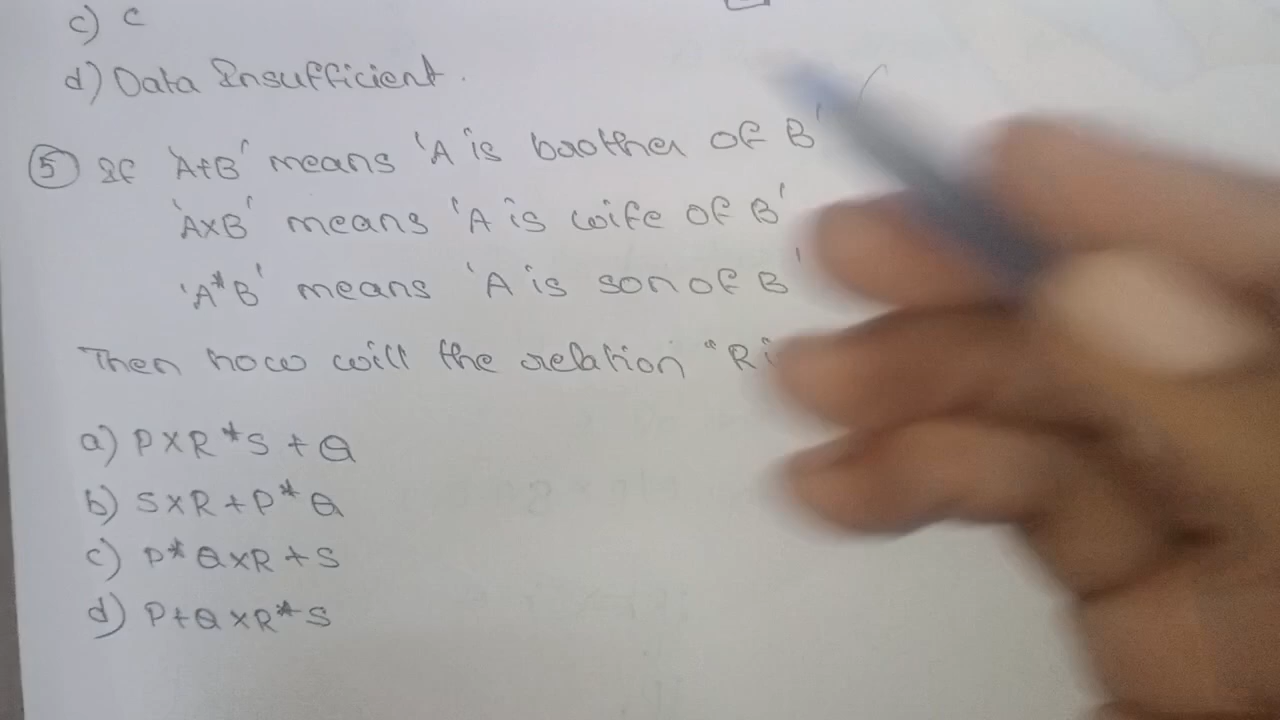 c) c
d) Data Insufficient.
5 If 'A+B' means 'A is brother of B'
'A×B' means 'A is wife of B'
'A*B' means 'A is son of B'
Then how will the relation "R
a) P×R*S+Q
b) S×R+P*Q
c) P*Q×R+S
d) P+Q×R*S